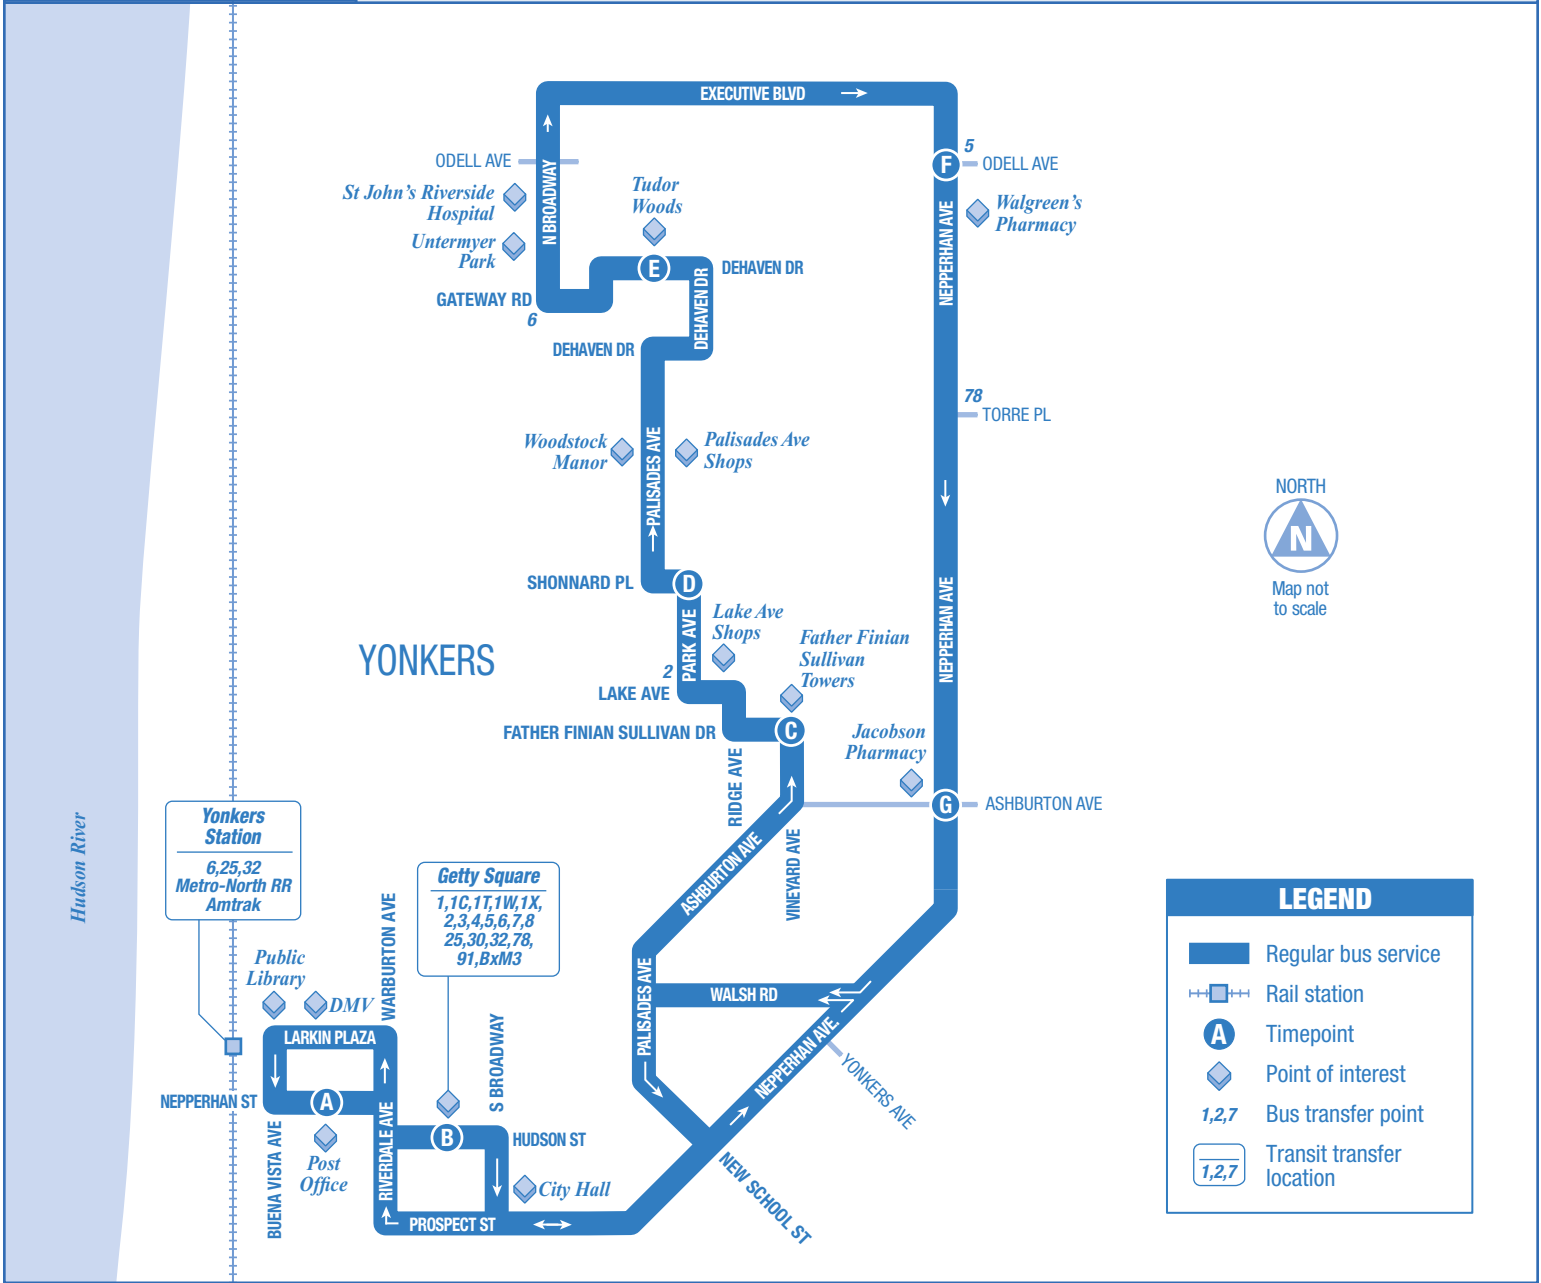 EXECUTIVE BLVD
ODELL AVE
N BROADWAY
St John's Riverside
Hospital
Untermyer
Park
GATEWAY RD
6
Tudor
Woods
E
DEHAVEN DR
DEHAVEN DR
DEHAVEN DR
5
F
ODELL AVE
Walgreen's
Pharmacy
NEPPERHAN AVE
78
TORRE PL
Woodstock
Manor
PALISADES AVE
Palisades Ave
Shops
NORTH
N
Map not
to scale
SHONNARD PL
D
PARK AVE
Lake Ave
Shops
Father Finian
Sullivan
Towers
NEPPERHAN AVE
YONKERS
2
LAKE AVE
FATHER FINIAN SULLIVAN DR
C
RIDGE AVE
Jacobson
Pharmacy
G
ASHBURTON AVE
VINEYARD AVE
ASHBURTON AVE
Hudson River
Yonkers
Station
6,25,32
Metro-North RR
Amtrak
Getty Square
1,1C,1T,1W,1X,
2,3,4,5,6,7,8
25,30,32,78,
91,BxM3
WARBURTON AVE
Public
Library
DMV
LARKIN PLAZA
NEPPERHAN ST
A
BUENA VISTA AVE
Post
Office
RIVERDALE AVE
B
S BROADWAY
HUDSON ST
City Hall
PROSPECT ST
PALISADES AVE
WALSH RD
NEPPERHAN AVE.
YONKERS AVE
NEW SCHOOL ST
LEGEND
Regular bus service
Rail station
A Timepoint
Point of interest
1,2,7 Bus transfer point
Transit transfer
1,2,7 location